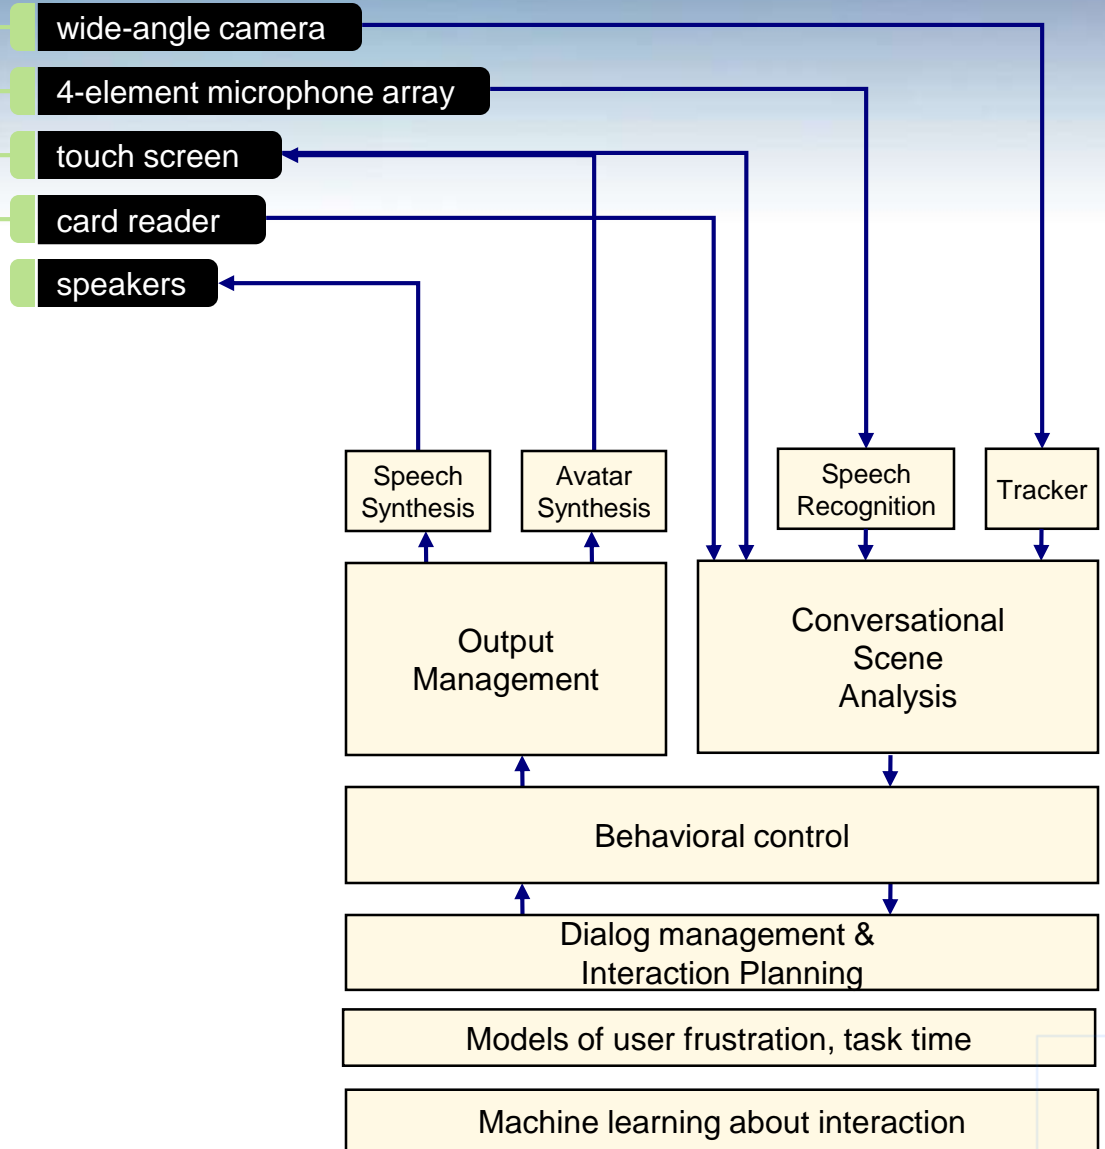 wide-angle camera
4-element microphone array
touch screen
card reader
speakers
Speech
Synthesis
Avatar
Synthesis
Speech
Recognition
Tracker
Output
Management
Conversational
Scene
Analysis
Behavioral control
Dialog management &
Interaction Planning
Models of user frustration, task time
Machine learning about interaction